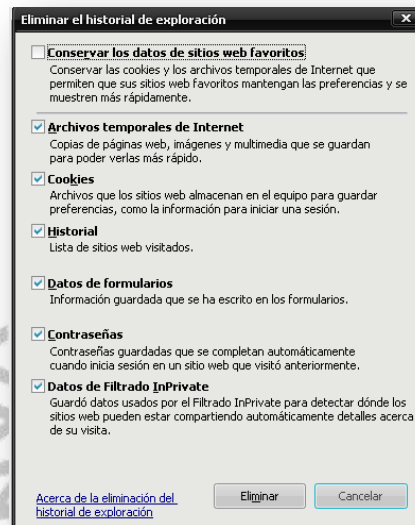 Eliminar el historial de exploración
Conservar los datos de sitios web favoritos
Conservar las cookies y los archivos temporales de Internet que
permiten que sus sitios web favoritos mantengan las preferencias y se
muestren más rápidamente.
Archivos temporales de Internet
Copias de páginas web, imágenes y multimedia que se guardan
para poder verlas más rápido.
Cookies
Archivos que los sitios web almacenan en el equipo para guardar
preferencias, como la información para iniciar una sesión.
Historial
Lista de sitios web visitados.
Datos de formularios
Información guardada que se ha escrito en los formularios.
Contraseñas
Contraseñas guardadas que se completan automáticamente
cuando inicia sesión en un sitio web que visitó anteriormente.
Datos de Filtrado InPrivate
Guardó datos usados por el Filtrado InPrivate para detectar dónde los
sitios web pueden estar compartiendo automáticamente detalles acerca
de su visita.
Acerca de la eliminación del
historial de exploración
Eliminar
Cancelar